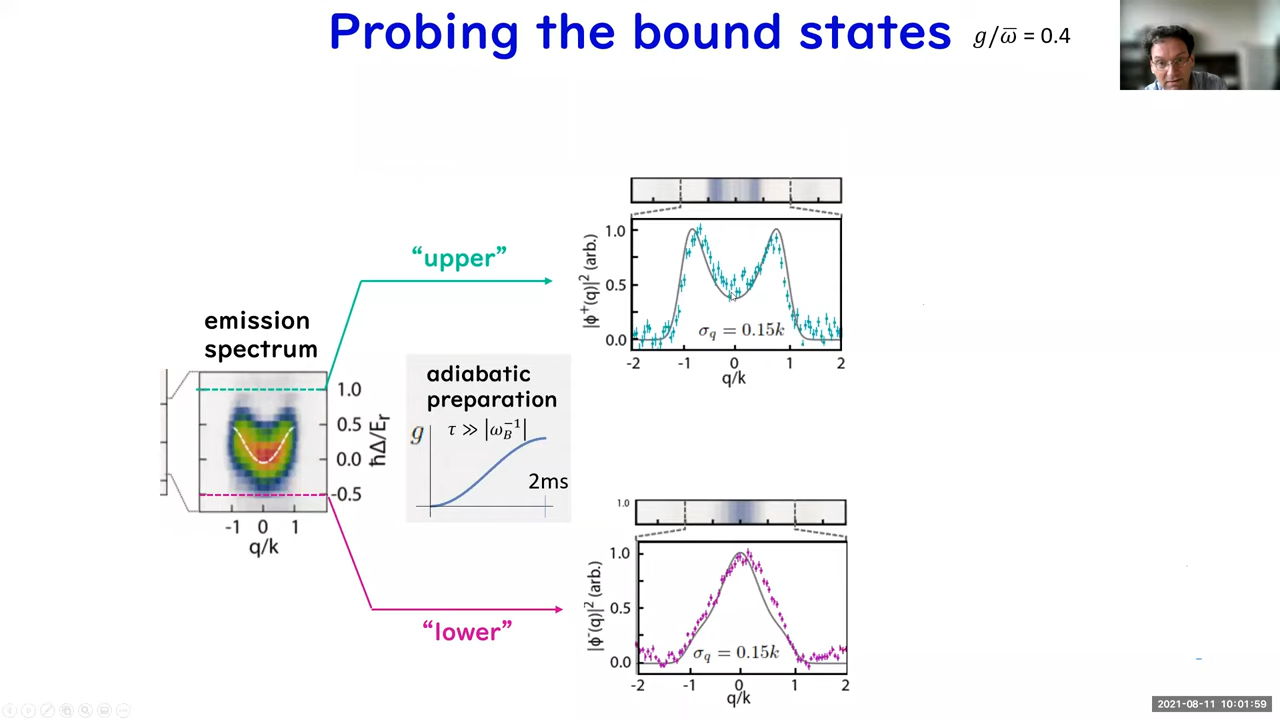 Probing the bound states
g/ω̄ = 0.4
"upper"
emission
spectrum
1.0
0.5
0.0
-0.5
ħΔ/Eᵣ
-1 0 1
q/k
adiabatic
preparation
τ ≫ |ω_B⁻¹|
g
2ms
"lower"
1.0
0.5
0.0
|ϕ⁺(q)|² (arb.)
σ_q = 0.15k
-2 -1 0 1 2
q/k
1.0
1.0
0.5
0.0
|ϕ⁻(q)|² (arb.)
σ_q = 0.15k
-2 -1 0 1 2
q/k
2021-08-11 10:01:59